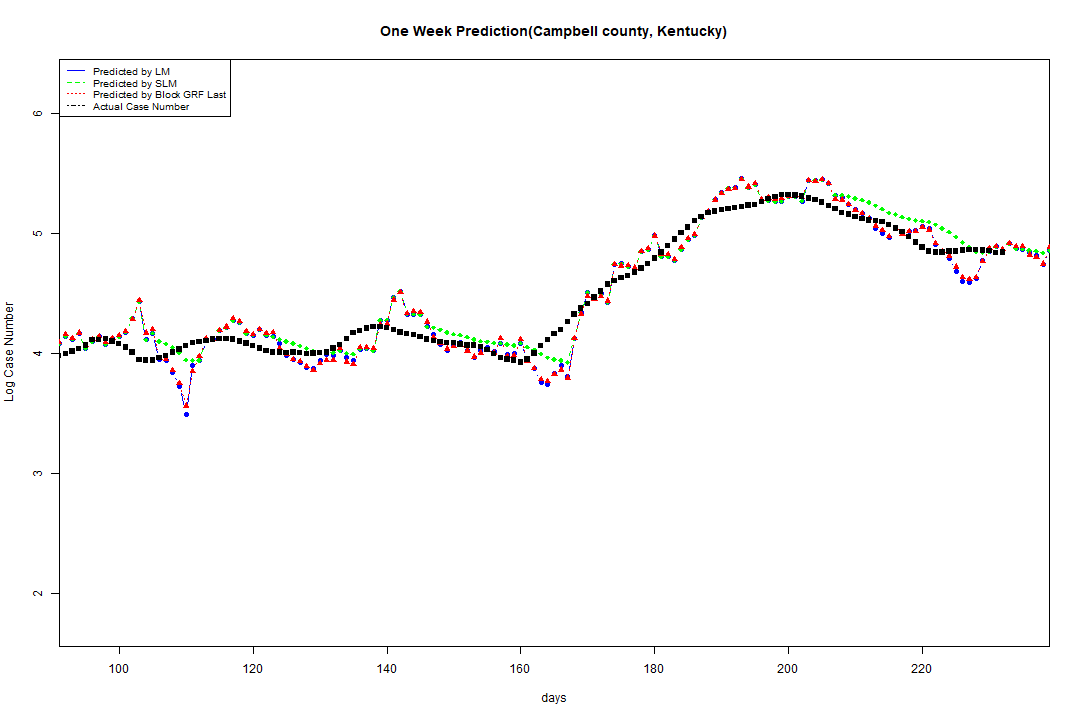 One Week Prediction(Campbell county, Kentucky)
Predicted by LM
Predicted by SLM
Predicted by Block GRF Last
Actual Case Number
6
5
4
3
2
Log Case Number
100 120 140 160 180 200 220
days